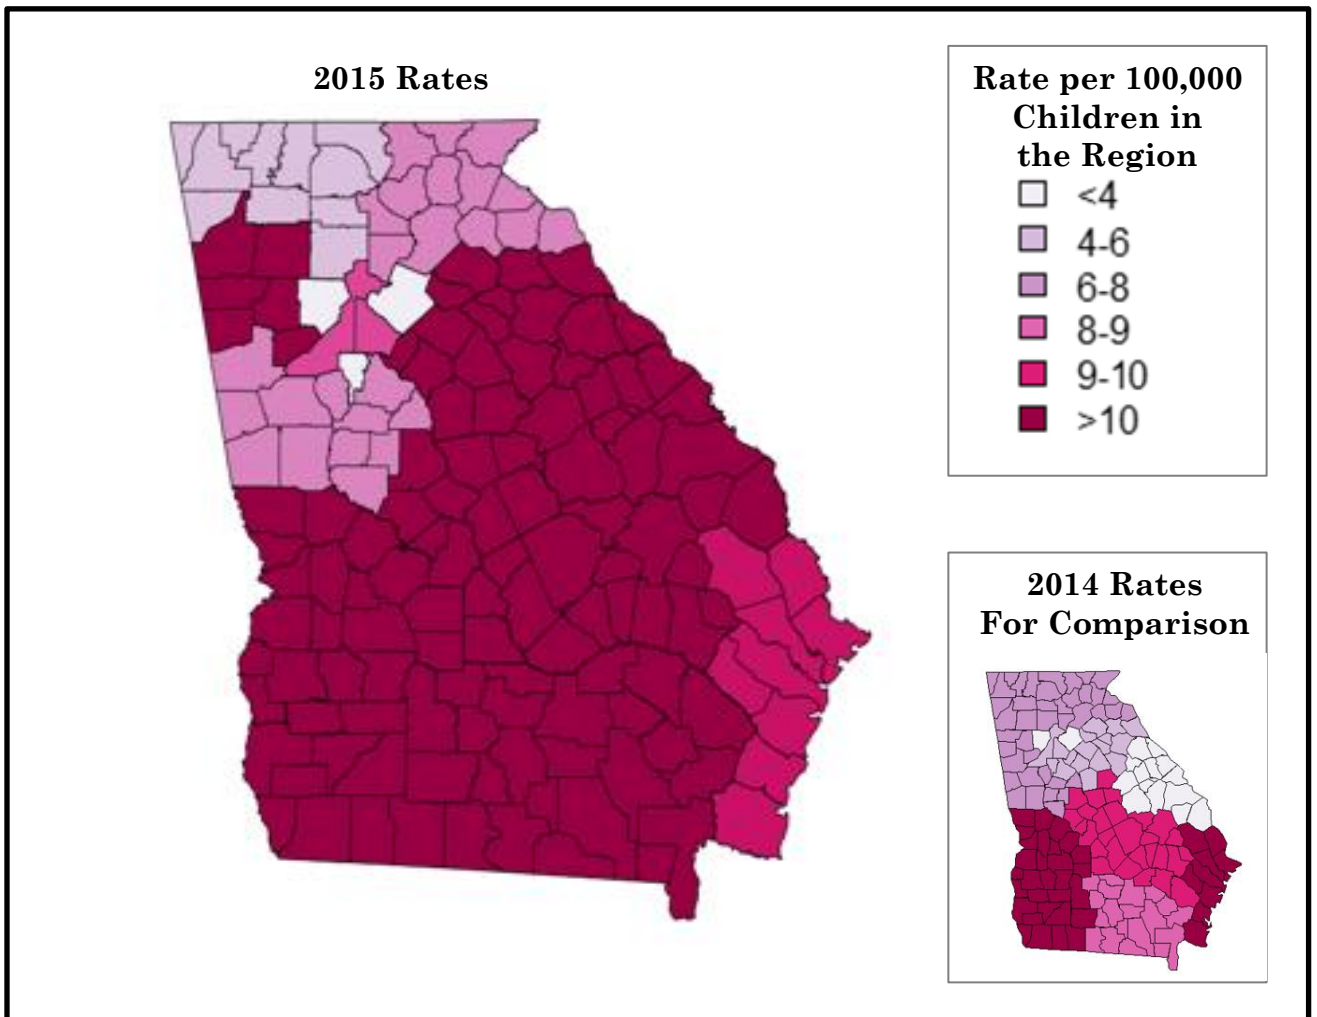 2015 Rates
Rate per 100,000
Children in
the Region
<4
4-6
6-8
8-9
9-10
>10
2014 Rates
For Comparison